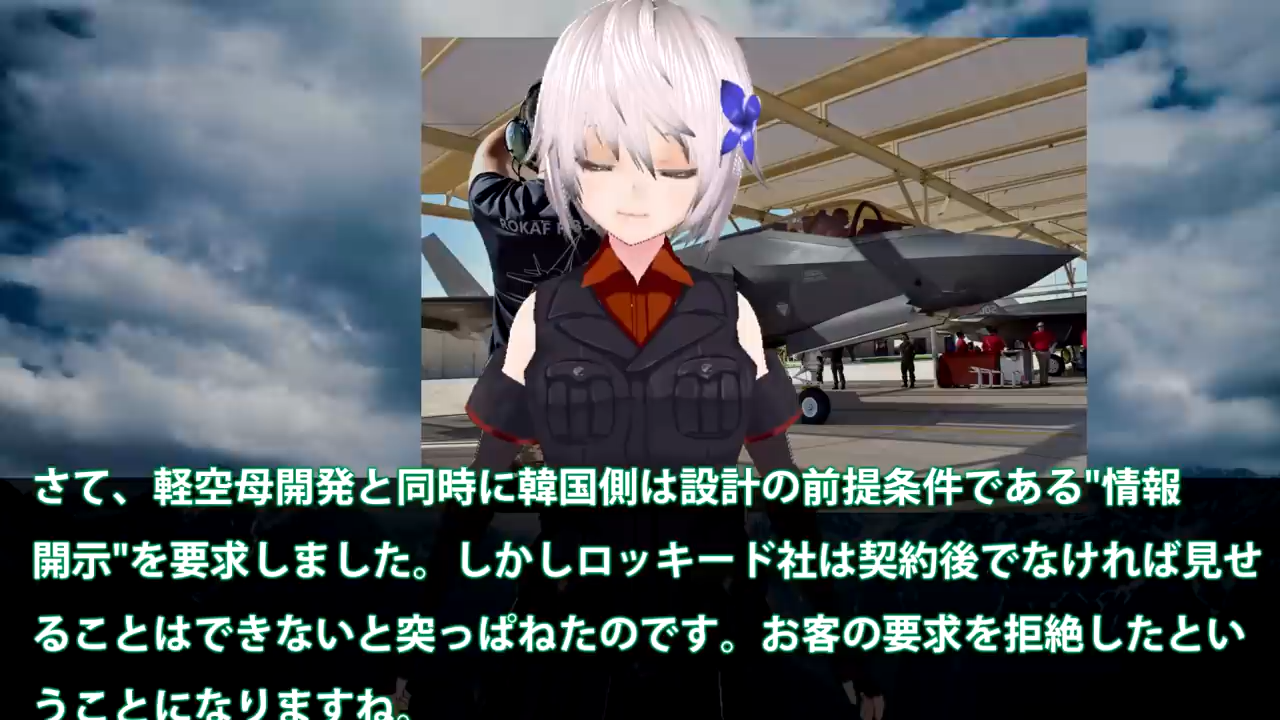 ROKAF F-35
さて、軽空母開発と同時に韓国側は設計の前提条件である"情報
開示"を要求しました。 しかしロッキード社は契約後でなければ見せ
ることはできないと突っぱねたのです。お客の要求を拒絶したとい
うことになりますね。